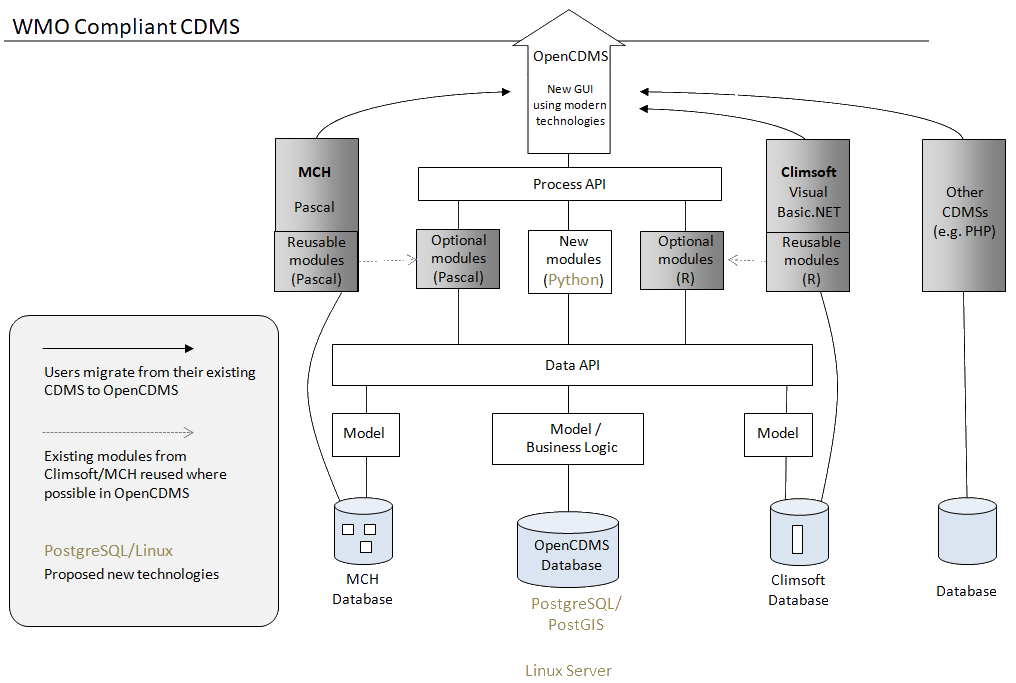 WMO Compliant CDMS
OpenCDMS
New GUI
using modern
technologies
MCH
Pascal
Reusable
modules
(Pascal)
Process API
Optional
modules
(Pascal)
New
modules
(Python)
Optional
modules
(R)
Climsoft
Visual
Basic.NET
Reusable
modules
(R)
Other
CDMSs
(e.g. PHP)
Data API
Model
Model /
Business Logic
Model
OpenCDMS
Database
MCH
Database
PostgreSQL/
PostGIS
Linux Server
Climsoft
Database
Database
Users migrate from their existing
CDMS to OpenCDMS
Existing modules from
Climsoft/MCH reused where
possible in OpenCDMS
PostgreSQL/Linux
Proposed new technologies